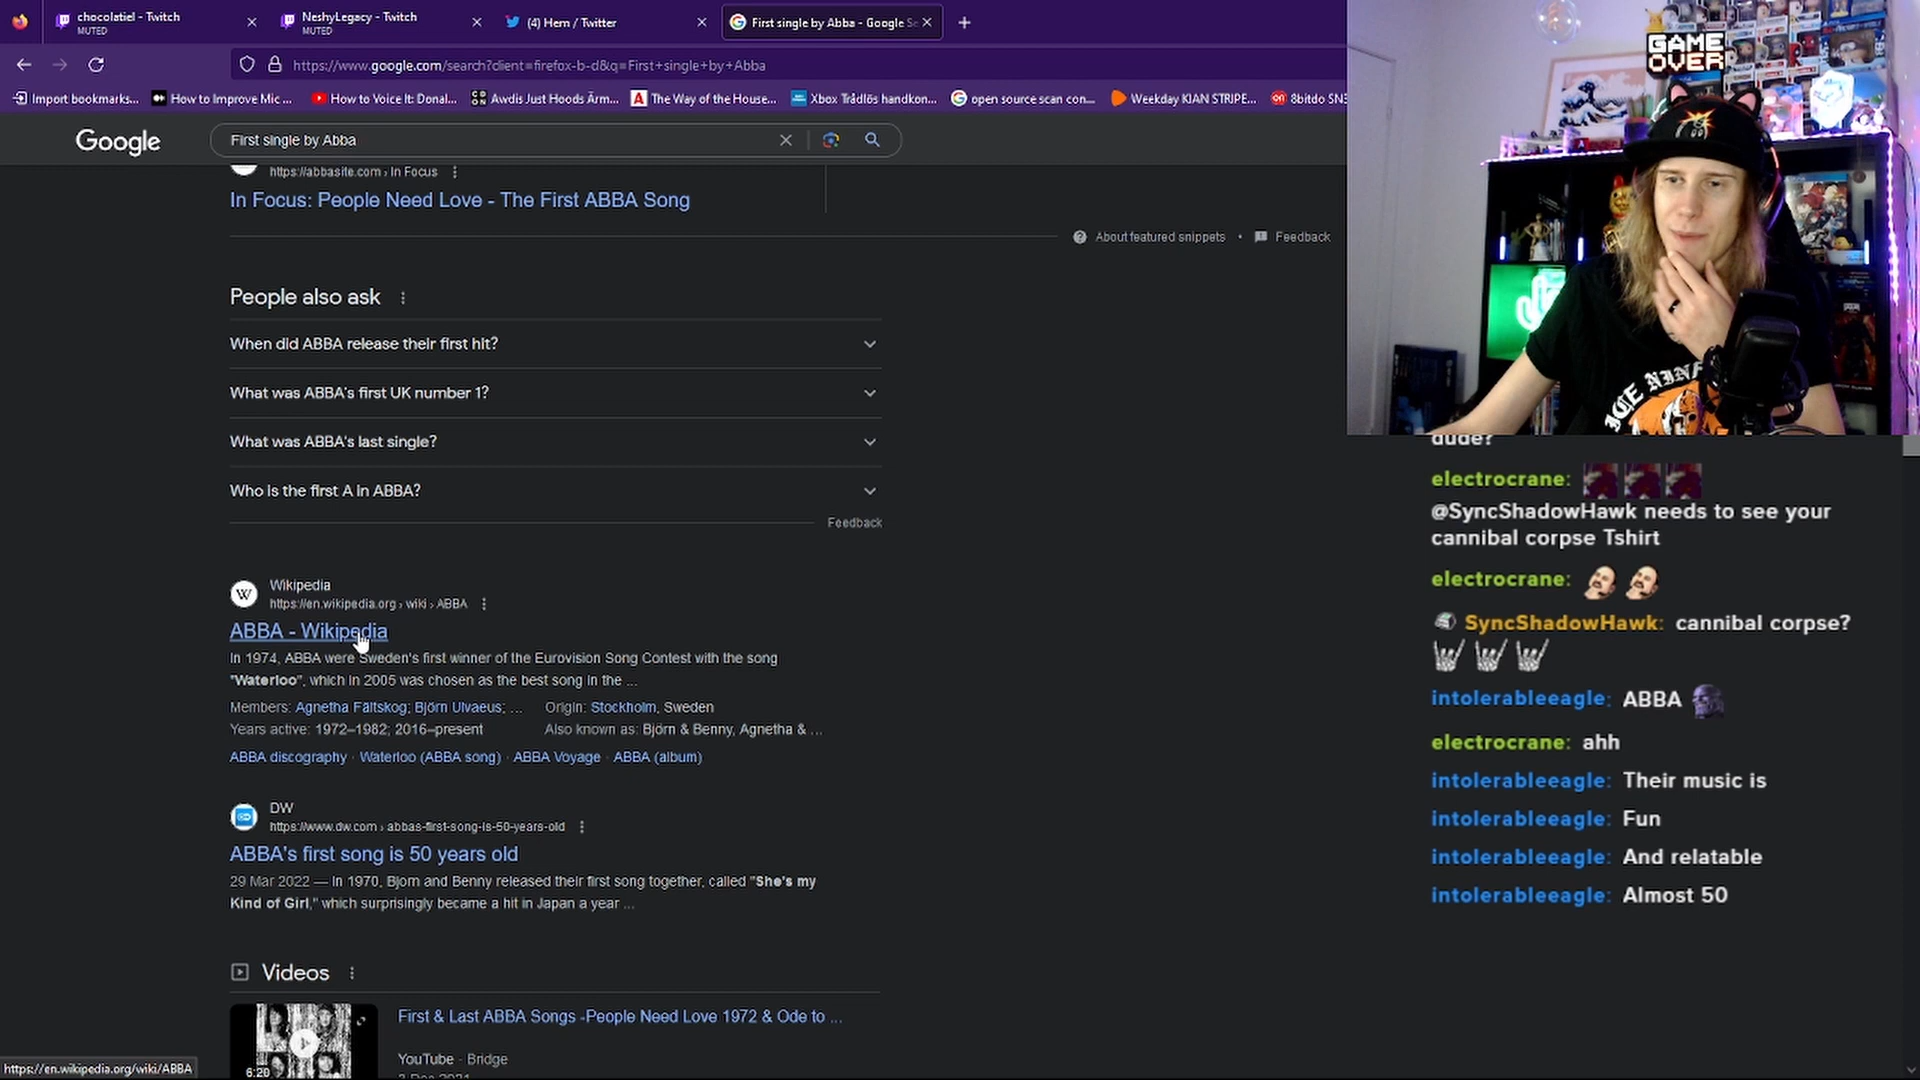 chocolatiel - Twitch
MUTED
NeshyLegacy - Twitch
MUTED
(4) Hem / Twitter
First single by Abba - Google Se
https://www.google.com/search?client=firefox-b-d&q=First+single+by+Abba
Import bookmarks...
How to Improve Mic ...
How to Voice It: Donal...
Awdis Just Hoods Ärm...
The Way of the House...
Xbox Trådlös handkon...
open source scan con...
Weekday KIAN STRIPE...
8bitdo SN3
Google
First single by Abba
https://abbasite.com › In Focus
In Focus: People Need Love - The First ABBA Song
About featured snippets • Feedback
People also ask
When did ABBA release their first hit?
What was ABBA's first UK number 1?
What was ABBA's last single?
Who is the first A in ABBA?
Feedback
Wikipedia
https://en.wikipedia.org › wiki › ABBA
ABBA - Wikipedia
In 1974, ABBA were Sweden's first winner of the Eurovision Song Contest with the song
"Waterloo", which in 2005 was chosen as the best song in the ...
Members: Agnetha Fältskog; Björn Ulvaeus; ... Origin: Stockholm, Sweden
Years active: 1972–1982; 2016–present Also known as: Björn & Benny, Agnetha & ...
ABBA discography · Waterloo (ABBA song) · ABBA Voyage · ABBA (album)
DW
https://www.dw.com › abbas-first-song-is-50-years-old
ABBA's first song is 50 years old
29 Mar 2022 — In 1970, Bjorn and Benny released their first song together, called "She's my
Kind of Girl," which surprisingly became a hit in Japan a year ...
Videos
First & Last ABBA Songs -People Need Love 1972 & Ode to ...
YouTube · Bridge
6:20
https://en.wikipedia.org/wiki/ABBA
GAME
OVER
ICE NINE
dude?
electrocrane:
@SyncShadowHawk needs to see your
cannibal corpse Tshirt
electrocrane:
SyncShadowHawk: cannibal corpse?
intolerableeagle: ABBA
electrocrane: ahh
intolerableeagle: Their music is
intolerableeagle: Fun
intolerableeagle: And relatable
intolerableeagle: Almost 50